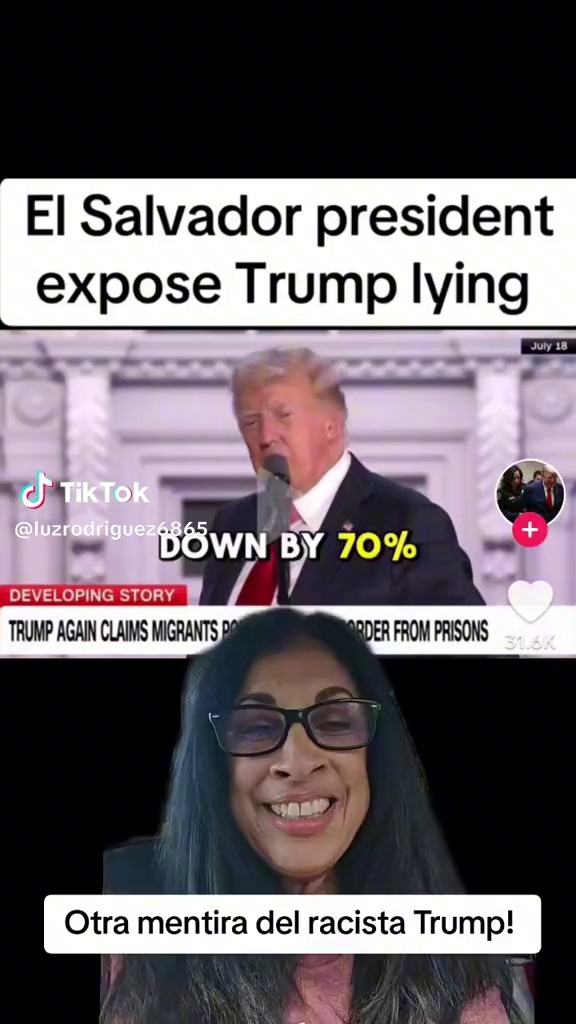 El Salvador president
expose Trump lying
July 18
TikTok
@luzrodriguez6865
DOWN BY 70%
DEVELOPING STORY
TRUMP AGAIN CLAIMS MIGRANTS RDER FROM PRISONS
31.6K
Otra mentira del racista Trump!